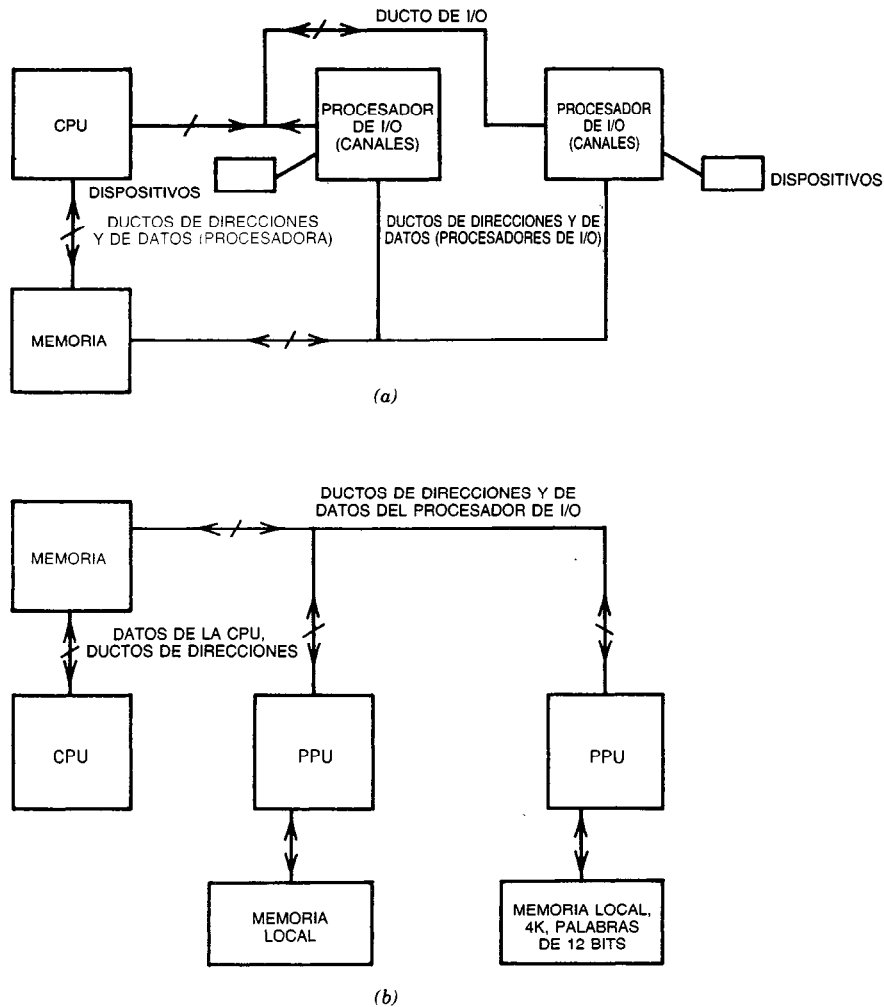 DUCTO DE I/O
CPU
PROCESADOR
DE I/O
(CANALES)
PROCESADOR
DE I/O
(CANALES)
DISPOSITIVOS
DISPOSITIVOS
DUCTOS DE DIRECCIONES
Y DE DATOS (PROCESADORA)
DUCTOS DE DIRECCIONES Y DE
DATOS (PROCESADORES DE I/O)
MEMORIA
(a)
DUCTOS DE DIRECCIONES Y DE
DATOS DEL PROCESADOR DE I/O
MEMORIA
DATOS DE LA CPU,
DUCTOS DE DIRECCIONES
CPU
PPU
PPU
MEMORIA
LOCAL
MEMORIA LOCAL,
4K, PALABRAS
DE 12 BITS
(b)